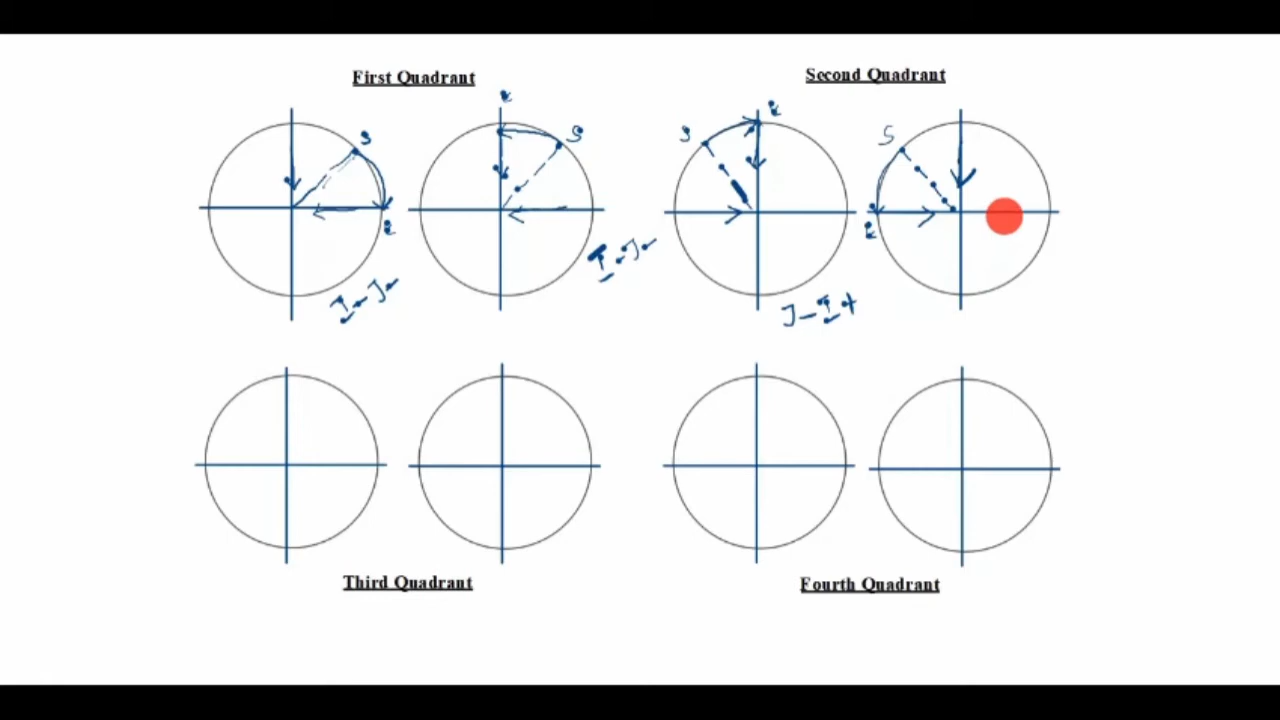 First Quadrant
Second Quadrant
S
S
S
S
I- J-
I- J-
J- I+
Third Quadrant
Fourth Quadrant